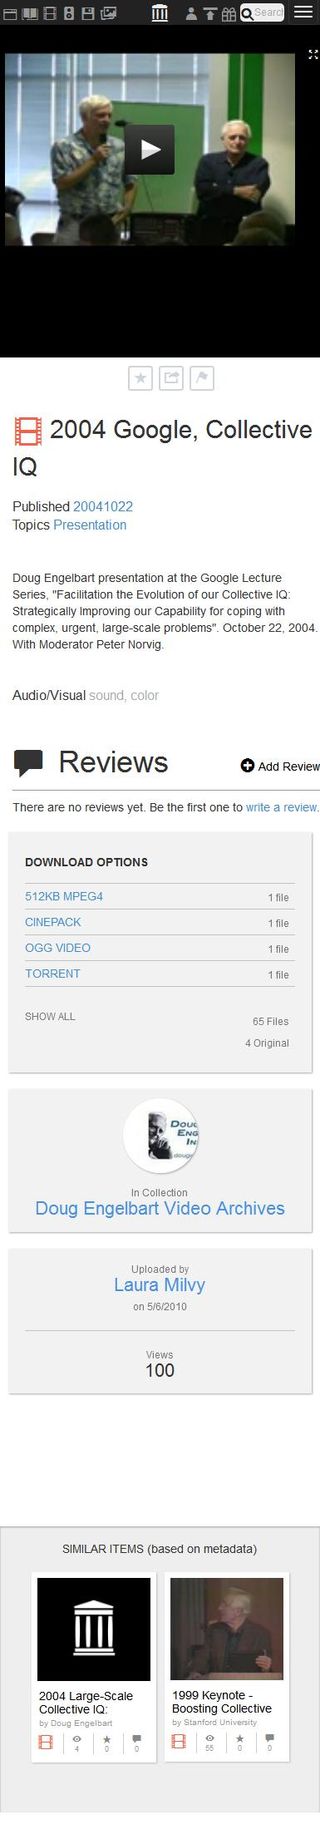 Search
2004 Google, Collective
IQ
Published 20041022
Topics Presentation
Doug Engelbart presentation at the Google Lecture
Series, "Facilitation the Evolution of our Collective IQ:
Strategically Improving our Capability for coping with
complex, urgent, large-scale problems". October 22, 2004.
With Moderator Peter Norvig.
Audio/Visual sound, color
Reviews
Add Review
There are no reviews yet. Be the first one to write a review.
DOWNLOAD OPTIONS
512KB MPEG4 1 file
CINEPACK 1 file
OGG VIDEO 1 file
TORRENT 1 file
SHOW ALL 65 Files
4 Original
DOUG
ENG
IN
doug
In Collection
Doug Engelbart Video Archives
Uploaded by
Laura Milvy
on 5/6/2010
Views
100
SIMILAR ITEMS (based on metadata)
2004 Large-Scale
Collective IQ:
by Doug Engelbart
4 0 0
1999 Keynote -
Boosting Collective
by Stanford University
55 0 0